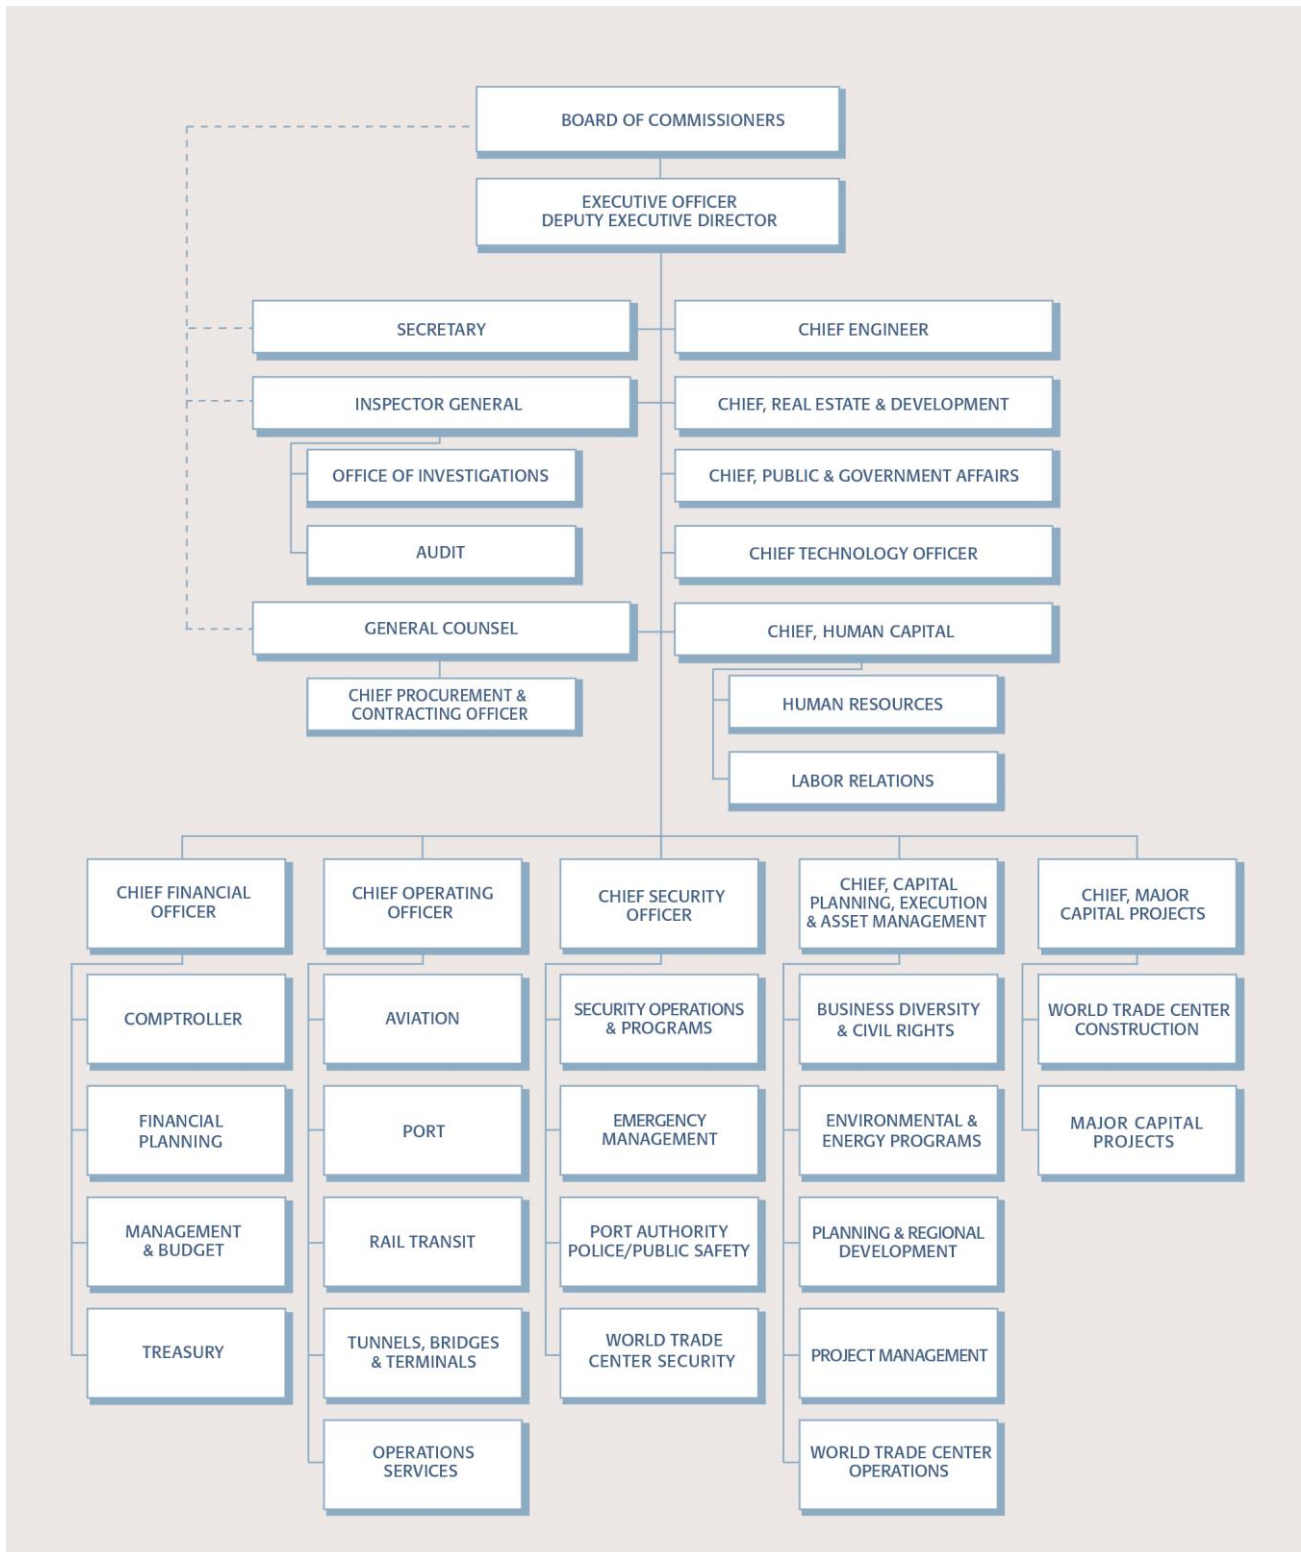 BOARD OF COMMISSIONERS
EXECUTIVE OFFICER
DEPUTY EXECUTIVE DIRECTOR
SECRETARY
CHIEF ENGINEER
INSPECTOR GENERAL
CHIEF, REAL ESTATE & DEVELOPMENT
OFFICE OF INVESTIGATIONS
CHIEF, PUBLIC & GOVERNMENT AFFAIRS
AUDIT
CHIEF TECHNOLOGY OFFICER
GENERAL COUNSEL
CHIEF, HUMAN CAPITAL
CHIEF PROCUREMENT &
CONTRACTING OFFICER
HUMAN RESOURCES
LABOR RELATIONS
CHIEF FINANCIAL
OFFICER
COMPTROLLER
FINANCIAL
PLANNING
MANAGEMENT
& BUDGET
TREASURY
CHIEF OPERATING
OFFICER
AVIATION
PORT
RAIL TRANSIT
TUNNELS, BRIDGES
& TERMINALS
OPERATIONS
SERVICES
CHIEF SECURITY
OFFICER
SECURITY OPERATIONS
& PROGRAMS
EMERGENCY
MANAGEMENT
PORT AUTHORITY
POLICE/PUBLIC SAFETY
WORLD TRADE
CENTER SECURITY
CHIEF, CAPITAL
PLANNING, EXECUTION
& ASSET MANAGEMENT
BUSINESS DIVERSITY
& CIVIL RIGHTS
ENVIRONMENTAL &
ENERGY PROGRAMS
PLANNING & REGIONAL
DEVELOPMENT
PROJECT MANAGEMENT
WORLD TRADE CENTER
OPERATIONS
CHIEF, MAJOR
CAPITAL PROJECTS
WORLD TRADE CENTER
CONSTRUCTION
MAJOR CAPITAL
PROJECTS